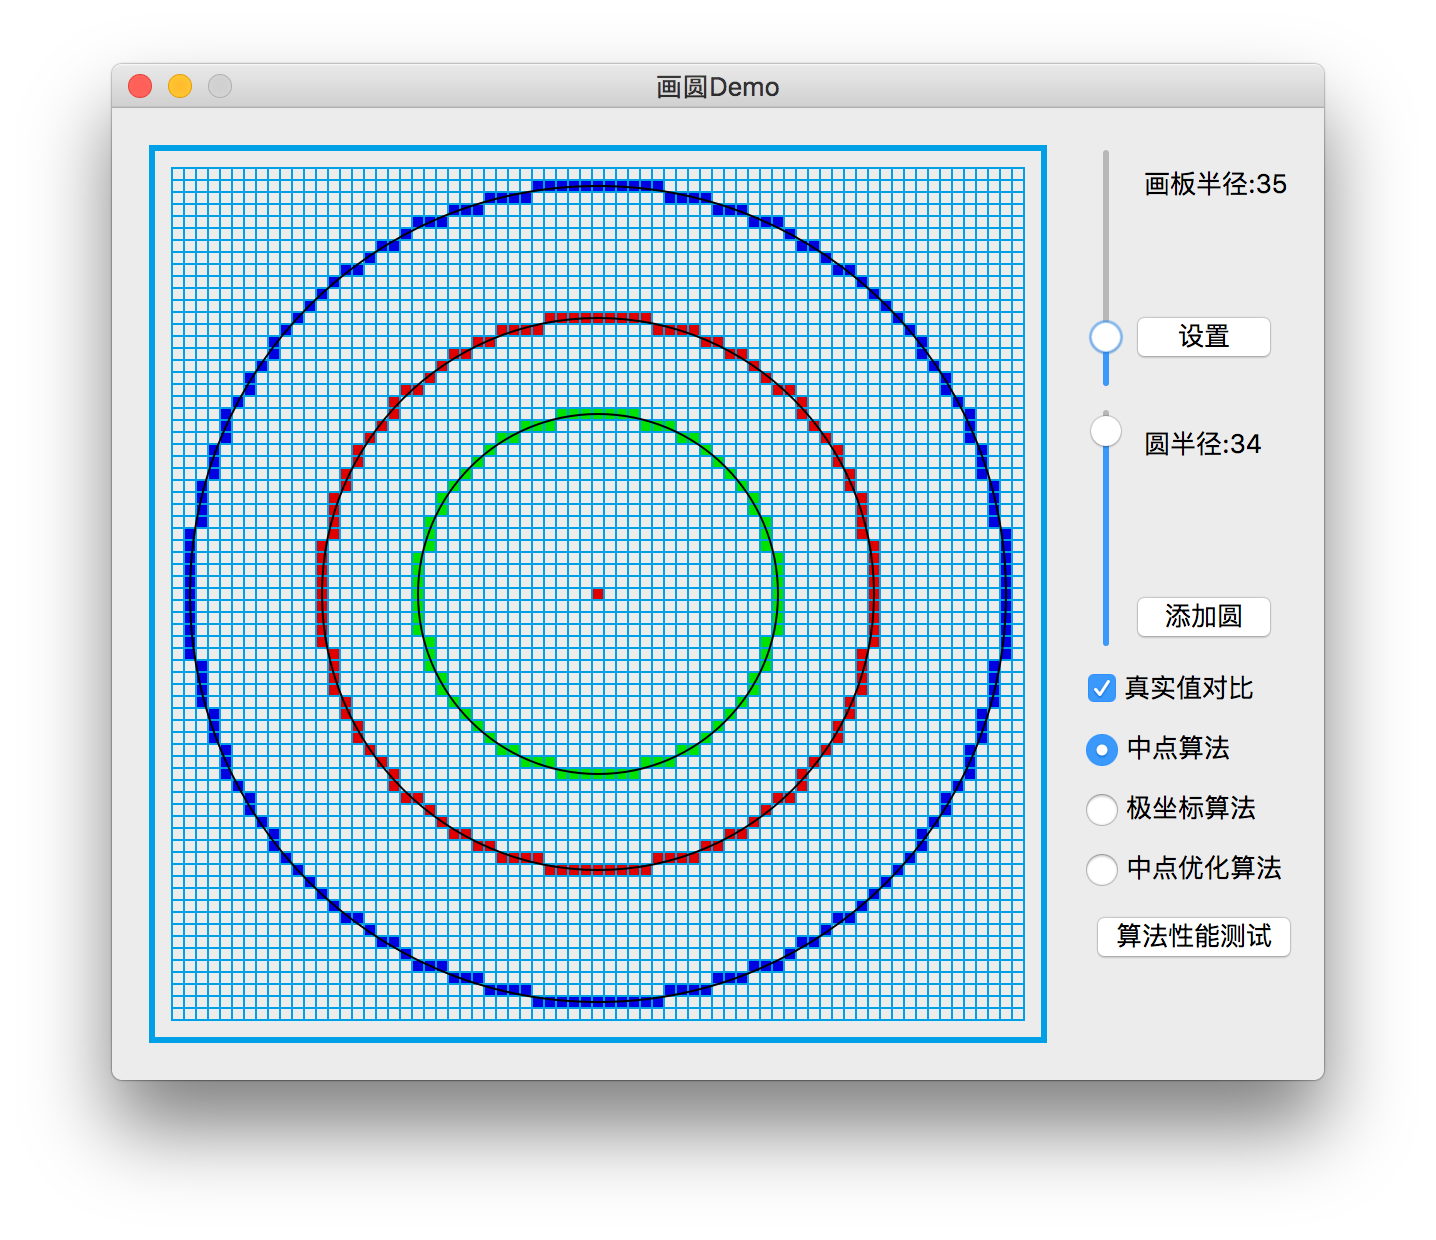 画圆Demo
画板半径:35
设置
圆半径:34
添加圆
真实值对比
中点算法
极坐标算法
中点优化算法
算法性能测试